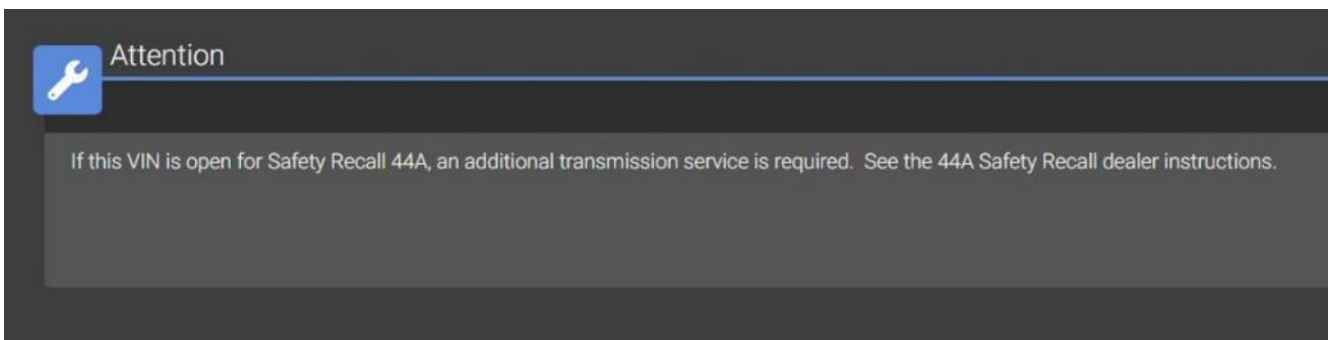 Attention
If this VIN is open for Safety Recall 44A, an additional transmission service is required.  See the 44A Safety Recall dealer instructions.